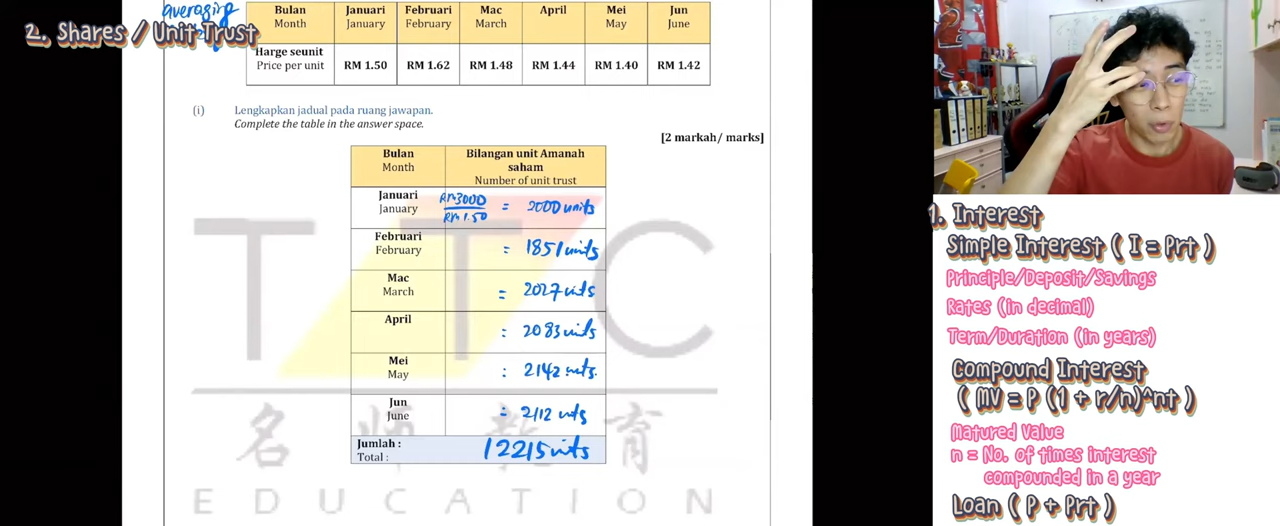 averaging
2. Shares / Unit Trust
Bulan Month Januari January Februari February Mac March April Mei May Jun June
Harge seunit Price per unit RM 1.50 RM 1.62 RM 1.48 RM 1.44 RM 1.40 RM 1.42
(i) Lengkapkan jadual pada ruang jawapan.
Complete the table in the answer space.
[2 markah/ marks]
Bulan Month Bilangan unit Amanah saham Number of unit trust
Januari January RM3000 RM 1.50 = 2000 units
Februari February = 1851 units
Mac March = 2027 units
April = 2083 units
Mei May = 2142 units.
Jun June = 2112 units
Jumlah : Total : 12215 units
TTC
名師教育
EDUCATION
1. Interest
Simple Interest ( I = Prt )
Principle/Deposit/Savings
Rates (in decimal)
Term/Duration (in years)
Compound Interest
( MV = P (1 + r/n)^nt )
Matured Value
n = No. of times interest
compounded in a year
Loan ( P + Prt )